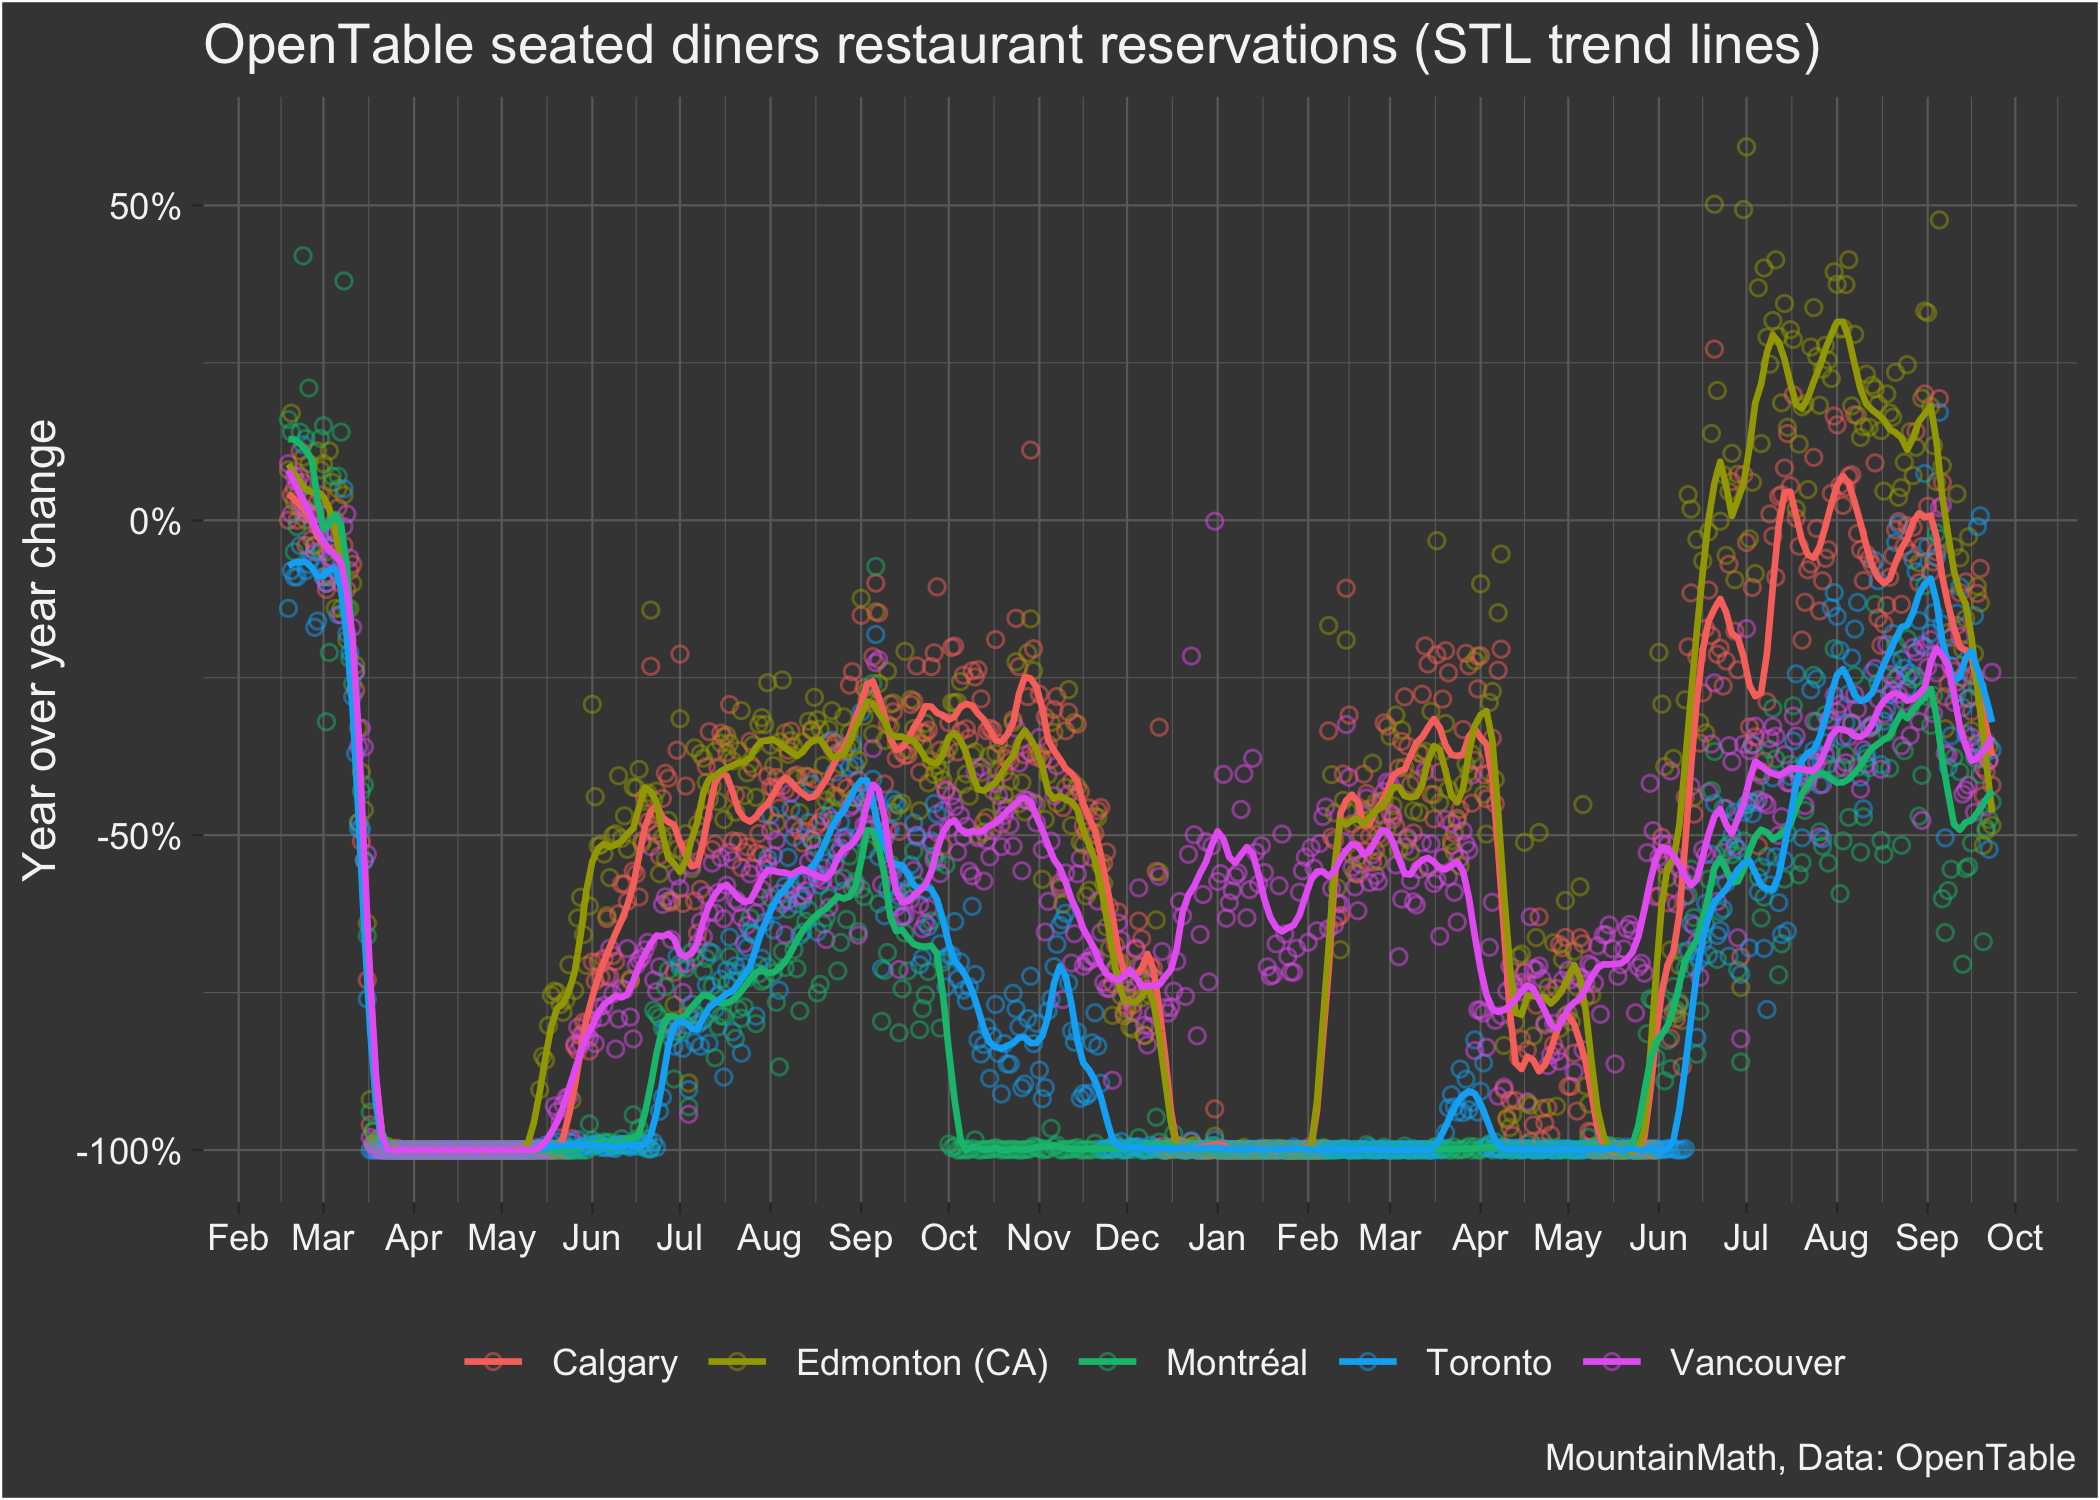 OpenTable seated diners restaurant reservations (STL trend lines)
Year over year change
50%
0%
-50%
-100%
Feb Mar Apr May Jun Jul Aug Sep Oct Nov Dec Jan Feb Mar Apr May Jun Jul Aug Sep Oct
Calgary Edmonton (CA) Montréal Toronto Vancouver
MountainMath, Data: OpenTable